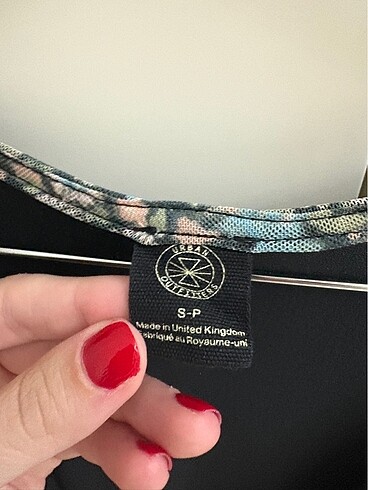 URBAN
OUTFITTERS
S-P
Made in United Kingdom
Fabriqué au Royaume-uni